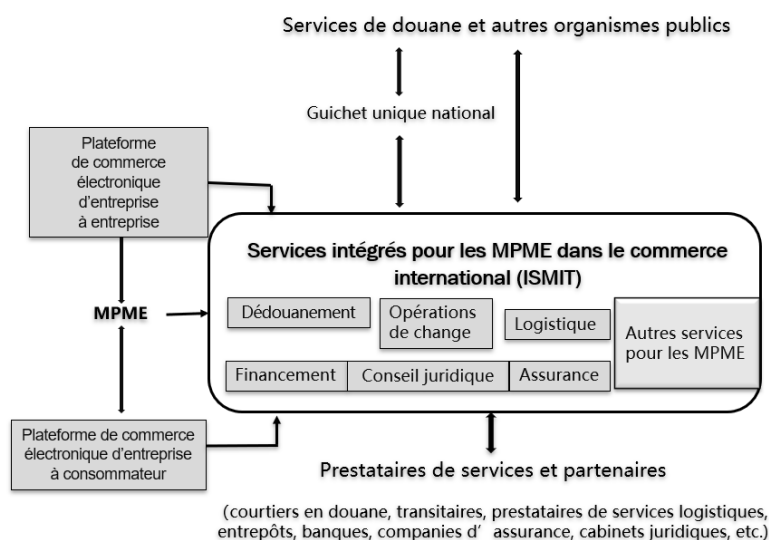 Services de douane et autres organismes publics
Guichet unique national
Plateforme
de commerce
électronique
d'entreprise
à entreprise
Services intégrés pour les MPME dans le commerce
international (ISMIT)
MPME
Dédouanement
Opérations
de change
Logistique
Autres services
pour les MPME
Financement
Conseil juridique
Assurance
Plateforme de commerce
électronique d'entreprise
à consommateur
Prestataires de services et partenaires
(courtiers en douane, transitaires, prestataires de services logistiques,
entrepôts, banques, companies d’ assurance, cabinets juridiques, etc.)